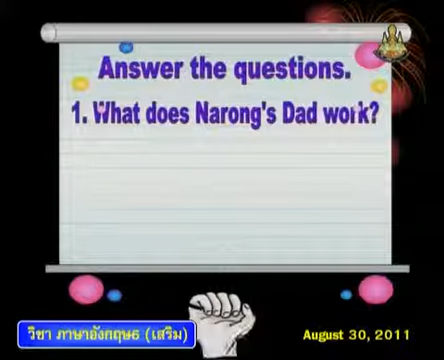 Answer the questions.
1. What does Narong's Dad work?
วิชา ภาษาอังกฤษ6 (เสริม)
August 30, 2011